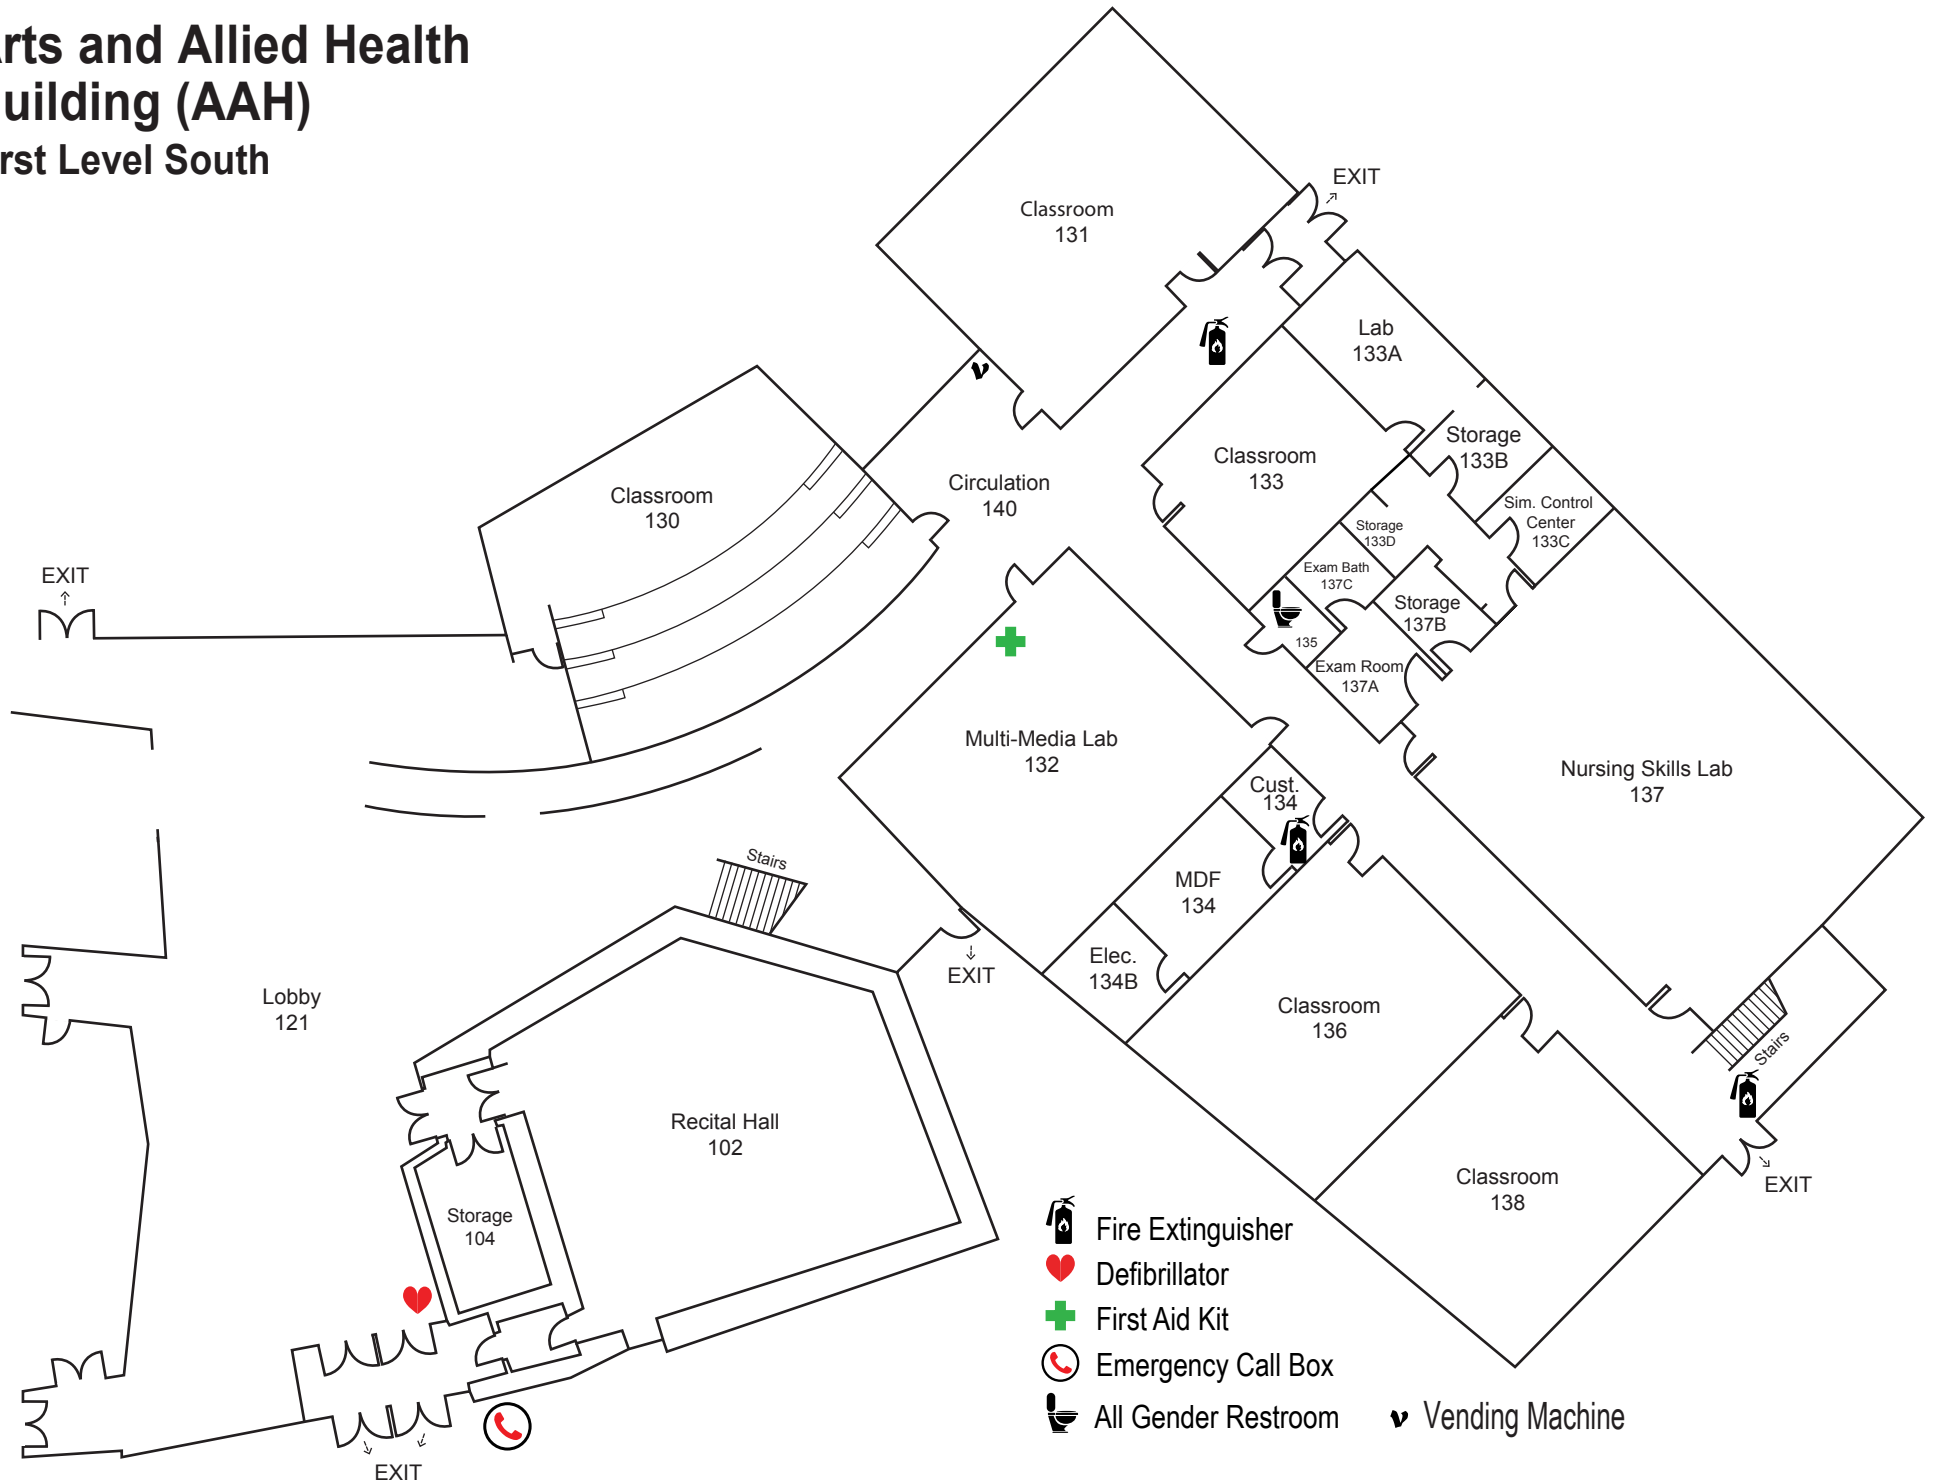 rts and Allied Health
uilding (AAH)
rst Level South
EXIT
Classroom
131
Lab
133A
Storage
133B
Classroom
133
Sim. Control
Center
133C
Circulation
140
Classroom
130
Storage
133D
Exam Bath
137C
Storage
137B
135
Exam Room
137A
EXIT
Multi-Media Lab
132
Nursing Skills Lab
137
Cust.
134
Stairs
MDF
134
Elec.
134B
EXIT
Lobby
121
Classroom
136
Stairs
Recital Hall
102
Classroom
138
EXIT
Storage
104
Fire Extinguisher
Defibrillator
First Aid Kit
Emergency Call Box
All Gender Restroom
Vending Machine
EXIT